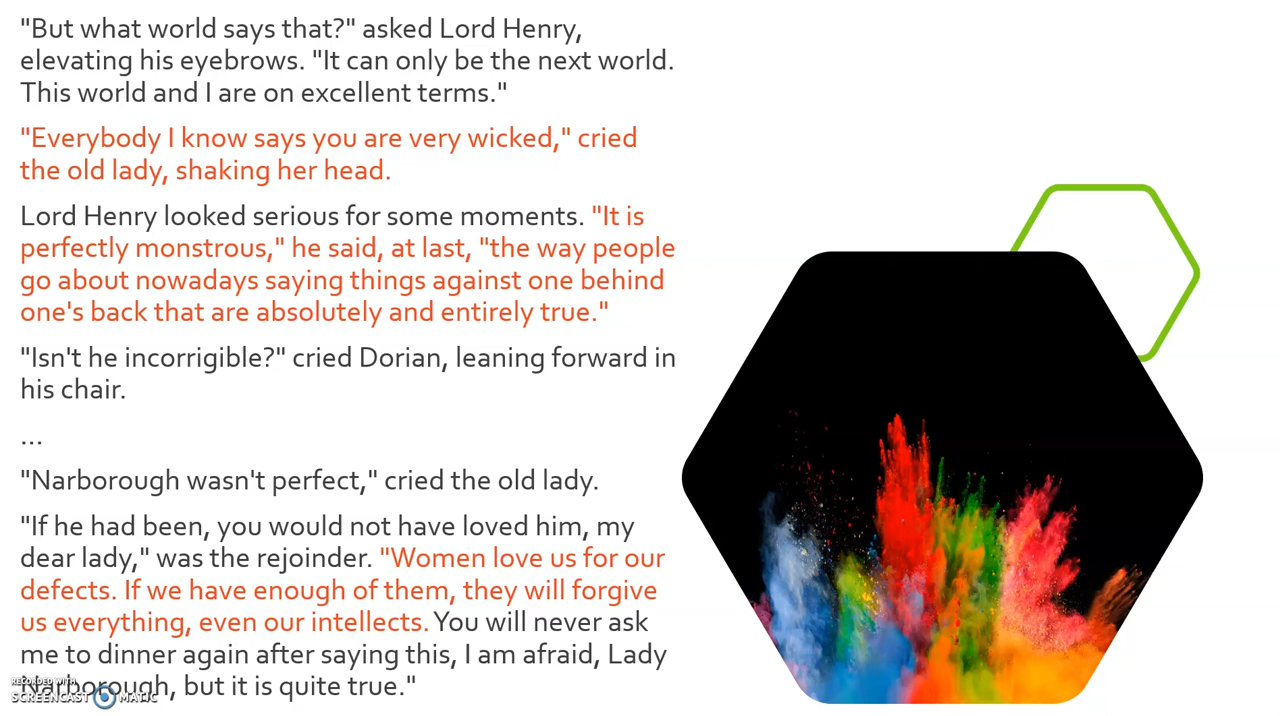 "But what world says that?" asked Lord Henry,
elevating his eyebrows. "It can only be the next world.
This world and I are on excellent terms."
"Everybody I know says you are very wicked," cried
the old lady, shaking her head.
Lord Henry looked serious for some moments. "It is
perfectly monstrous," he said, at last, "the way people
go about nowadays saying things against one behind
one's back that are absolutely and entirely true."
"Isn't he incorrigible?" cried Dorian, leaning forward in
his chair.
...
"Narborough wasn't perfect," cried the old lady.
"If he had been, you would not have loved him, my
dear lady," was the rejoinder. "Women love us for our
defects. If we have enough of them, they will forgive
us everything, even our intellects. You will never ask
me to dinner again after saying this, I am afraid, Lady
Narborough, but it is quite true."
RECORDED WITH
SCREENCAST MATIC